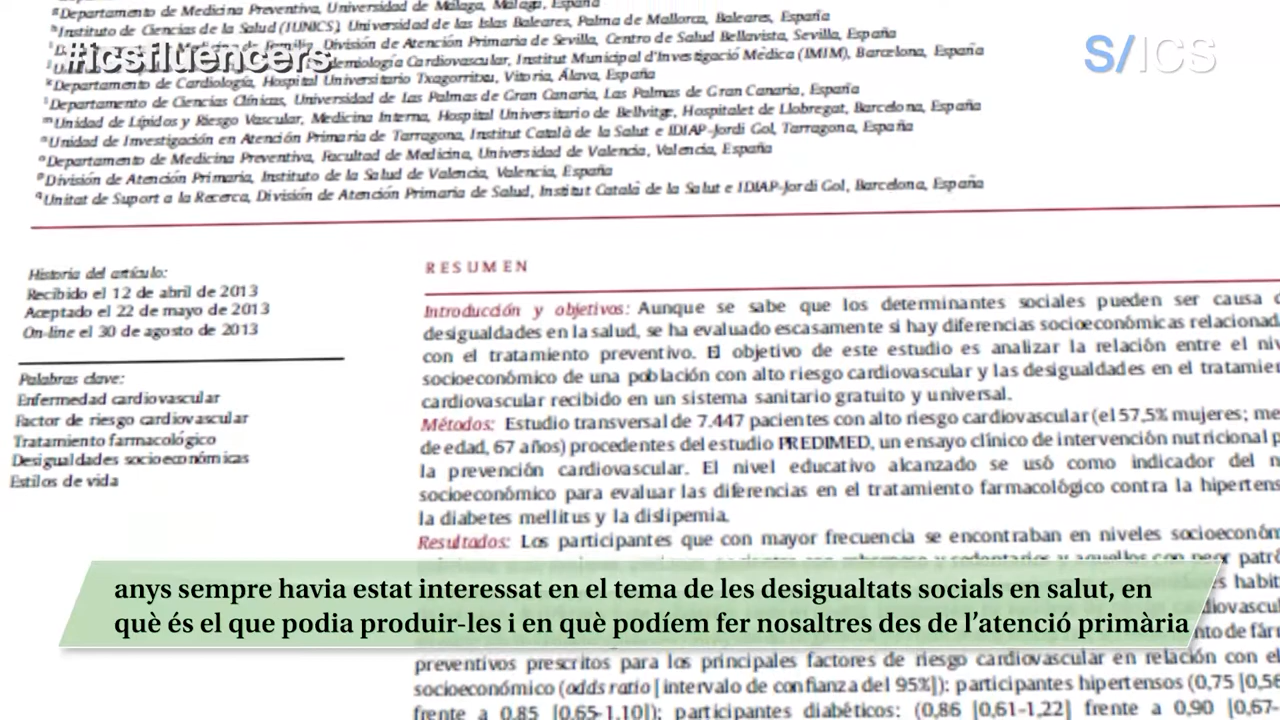 Departamento de Medicina Preventiva, Universidad de Málaga, Málaga, España
Instituto de Ciencias de la Salud (IUNICS), Universidad de las Islas Baleares, Palma de Mallorca, Baleares, España
División de Atención Primaria de Sevilla, Centro de Salud Bellavista, Sevilla, España
#icsfluencers
S/ICS
Cardiovascular, Institut Municipal d'Investigació Mèdica (IMIM), Barcelona, España
k Departamento de Cardiología, Hospital Universitario Txagorritxu, Vitoria, Álava, España
l Departamento de Ciencias Clínicas, Universidad de Las Palmas de Gran Canaria, Las Palmas de Gran Canaria, España
m Unidad de Lípidos y Riesgo Vascular, Medicina Interna, Hospital Universitario de Bellvitge, Hospitalet de Llobregat, Barcelona, España
n Unidad de Investigación en Atención Primaria de Tarragona, Institut Català de la Salut e IDIAP-Jordi Gol, Tarragona, España
o Departamento de Medicina Preventiva, Facultad de Medicina, Universidad de Valencia, Valencia, España
p División de Atención Primaria, Instituto de la Salud de Valencia, Valencia, España
q Unitat de Suport a la Recerca, División de Atención Primaria de Salud, Institut Català de la Salut e IDIAP-Jordi Gol, Barcelona, España
Historia del artículo:
Recibido el 12 de abril de 2013
Aceptado el 22 de mayo de 2013
On-line el 30 de agosto de 2013
Palabras clave:
Enfermedad cardiovascular
Factor de riesgo cardiovascular
Tratamiento farmacológico
Desigualdades socioeconómicas
Estilos de vida
RESUMEN
Introducción y objetivos: Aunque se sabe que los determinantes sociales pueden ser causa
desigualdades en la salud, se ha evaluado escasamente si hay diferencias socioeconómicas
con el tratamiento preventivo. El objetivo de este estudio es analizar la relación entre el
socioeconómico de una población con alto riesgo cardiovascular y las desigualdades en el
cardiovascular recibido en un sistema sanitario gratuito y universal.
Métodos: Estudio transversal de 7.447 pacientes con alto riesgo cardiovascular (el 57,5% mujeres;
de edad, 67 años) procedentes del estudio PREDIMED, un ensayo clínico de intervención nutricional
la prevención cardiovascular. El nivel educativo alcanzado se usó como indicador del
socioeconómico para evaluar las diferencias en el tratamiento farmacológico contra la
la diabetes mellitus y la dislipemia.
Resultados: Los participantes que con mayor frecuencia se encontraban en niveles
anys sempre havia estat interessat en el tema de les desigualtats socials en salut, en
què és el que podia produir-les i en què podíem fer nosaltres des de l'atenció primària
preventivos prescritos para los principales factores de riesgo cardiovascular en relación con el
socioeconómico (odds ratio [intervalo de confianza del 95%]): participantes hipertensos (0,75
frente a 0,85 [0,65-1,10]); participantes diabéticos: (0,86 [0,61-1,22] frente a 0,90